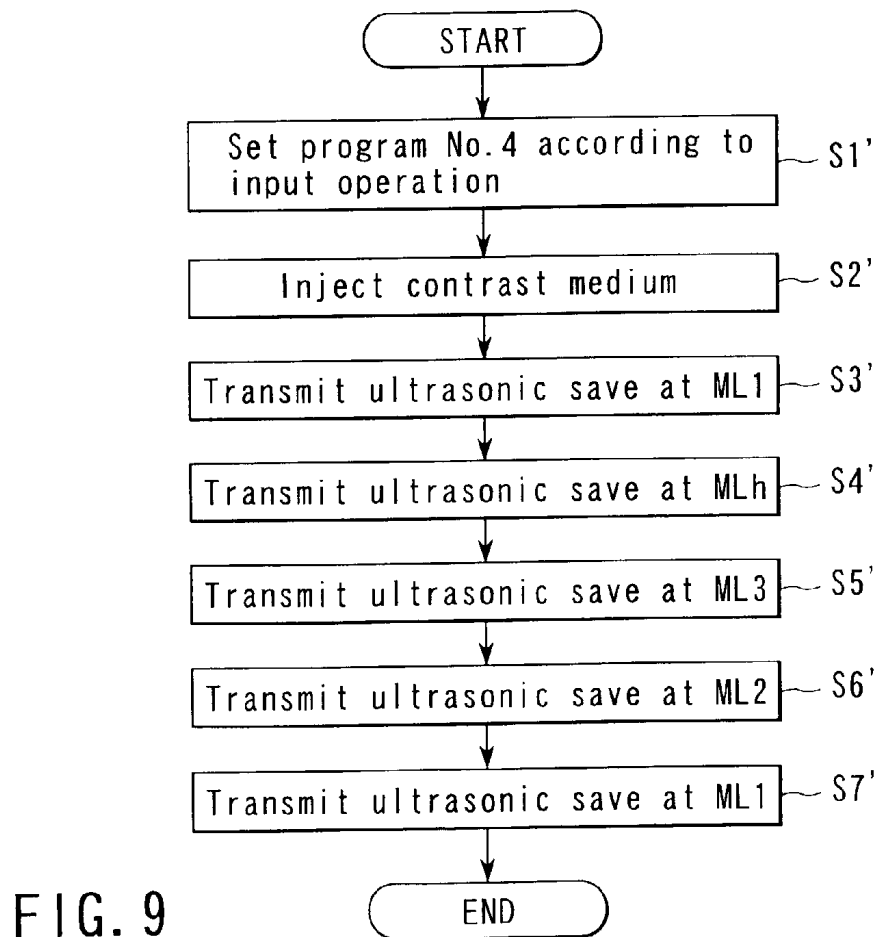 START
Set program No.4 according to
input operation
S1'
Inject contrast medium
S2'
Transmit ultrasonic save at ML1
S3'
Transmit ultrasonic save at MLh
S4'
Transmit ultrasonic save at ML3
S5'
Transmit ultrasonic save at ML2
S6'
Transmit ultrasonic save at ML1
S7'
END
FIG. 9